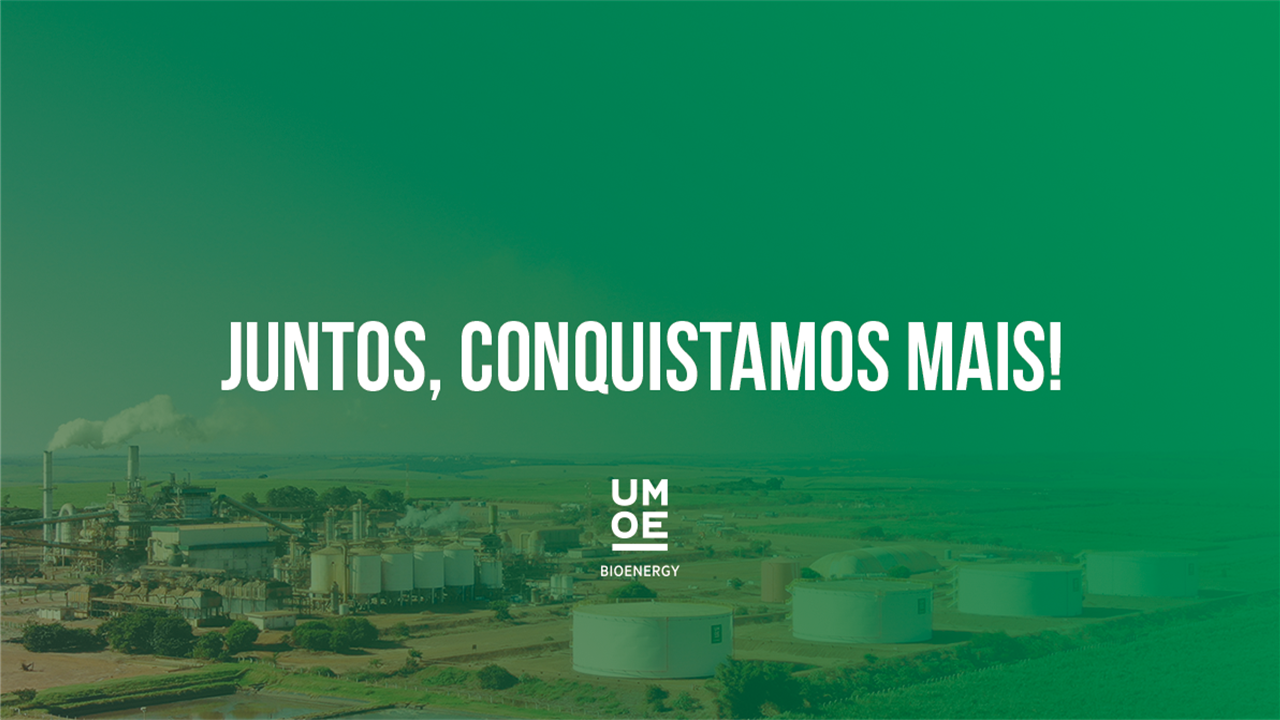 JUNTOS, CONQUISTAMOS MAIS!
UM
OE
BIOENERGY